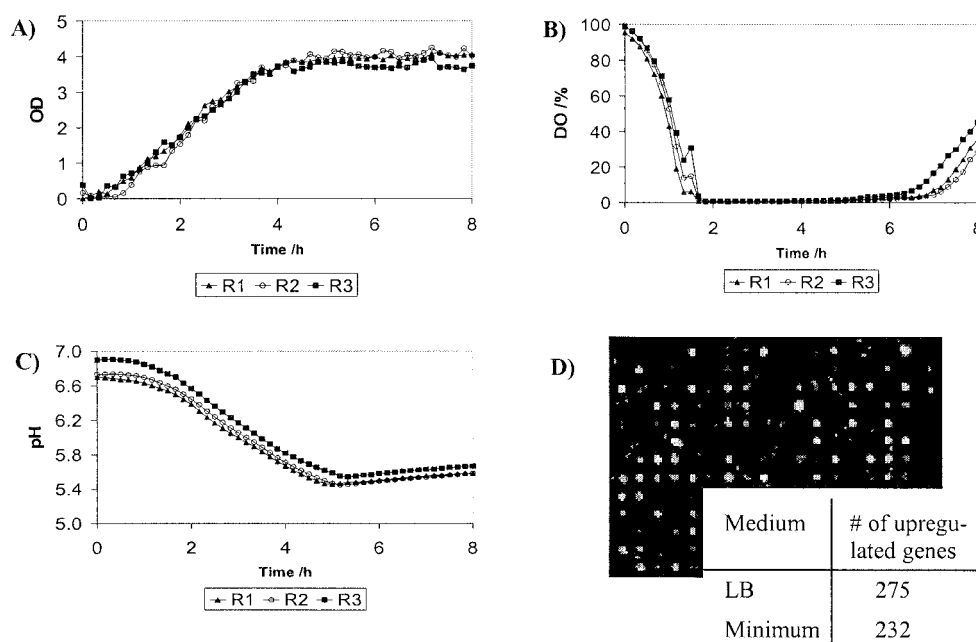 A)
5
4
3
2
1
0
OD
0 2 4 6 8
Time /h
R1 R2 R3
B)
100
80
60
40
20
0
DO /%
0 2 4 6 8
Time /h
R1 R2 R3
C)
7.0
6.6
6.2
5.8
5.4
5.0
pH
0 2 4 6 8
Time /h
R1 R2 R3
D)
Medium # of upregu-
lated genes
LB 275
Minimum 232